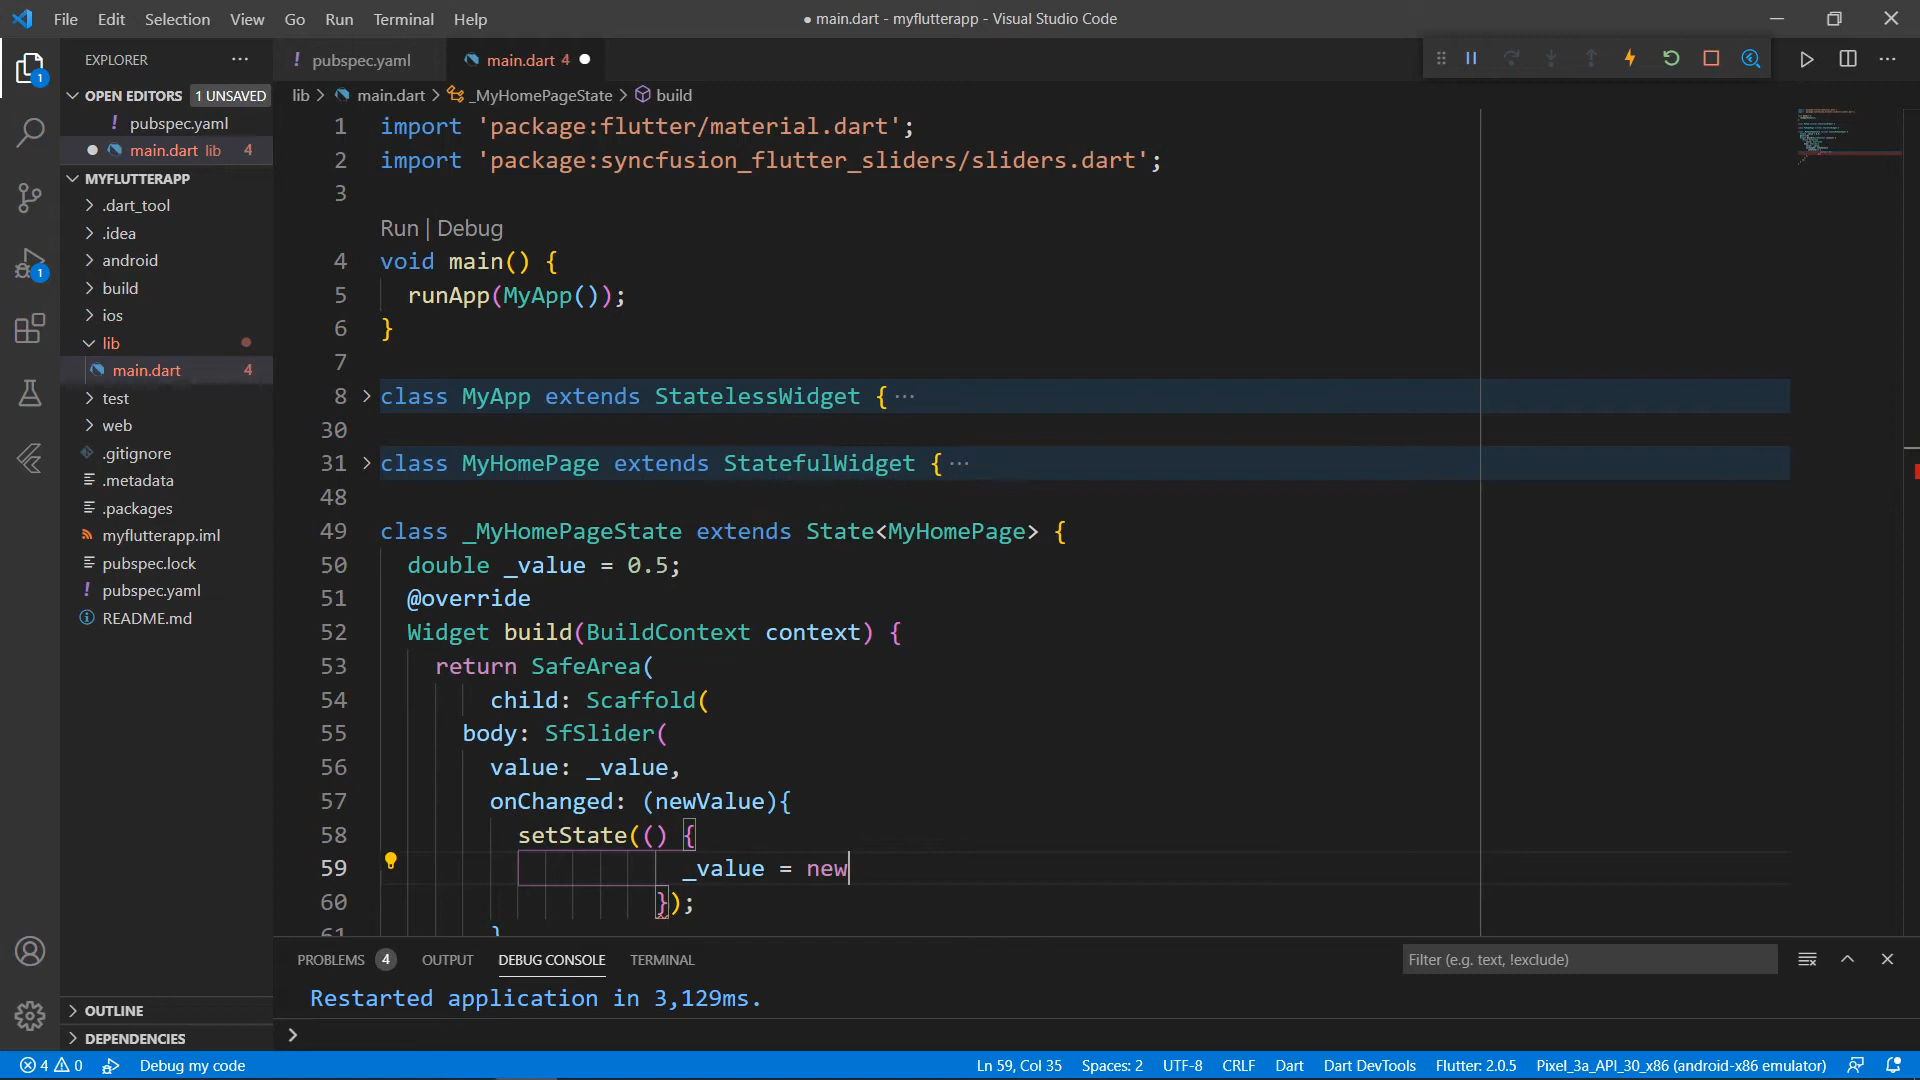 File Edit Selection View Go Run Terminal Help
● main.dart - myflutterapp - Visual Studio Code
EXPLORER ···
! pubspec.yaml
main.dart 4 ●
OPEN EDITORS 1 UNSAVED
lib > main.dart > _MyHomePageState > build
! pubspec.yaml
● main.dart lib 4
MYFLUTTERAPP
.dart_tool
.idea
android
build
ios
lib
main.dart 4
test
web
.gitignore
.metadata
.packages
myflutterapp.iml
pubspec.lock
! pubspec.yaml
README.md
OUTLINE
DEPENDENCIES
1 import 'package:flutter/material.dart';
2 import 'package:syncfusion_flutter_sliders/sliders.dart';
3
Run | Debug
4 void main() {
5 runApp(MyApp());
6 }
7
8 class MyApp extends StatelessWidget {···
30
31 class MyHomePage extends StatefulWidget {···
48
49 class _MyHomePageState extends State<MyHomePage> {
50 double _value = 0.5;
51 @override
52 Widget build(BuildContext context) {
53 return SafeArea(
54 child: Scaffold(
55 body: SfSlider(
56 value: _value,
57 onChanged: (newValue){
58 setState(() {
59 _value = new
60 });
61 }
PROBLEMS 4 OUTPUT DEBUG CONSOLE TERMINAL
Filter (e.g. text, !exclude)
Restarted application in 3,129ms.
>
4 0 Debug my code
Ln 59, Col 35 Spaces: 2 UTF-8 CRLF Dart Dart DevTools Flutter: 2.0.5 Pixel_3a_API_30_x86 (android-x86 emulator)
1
1